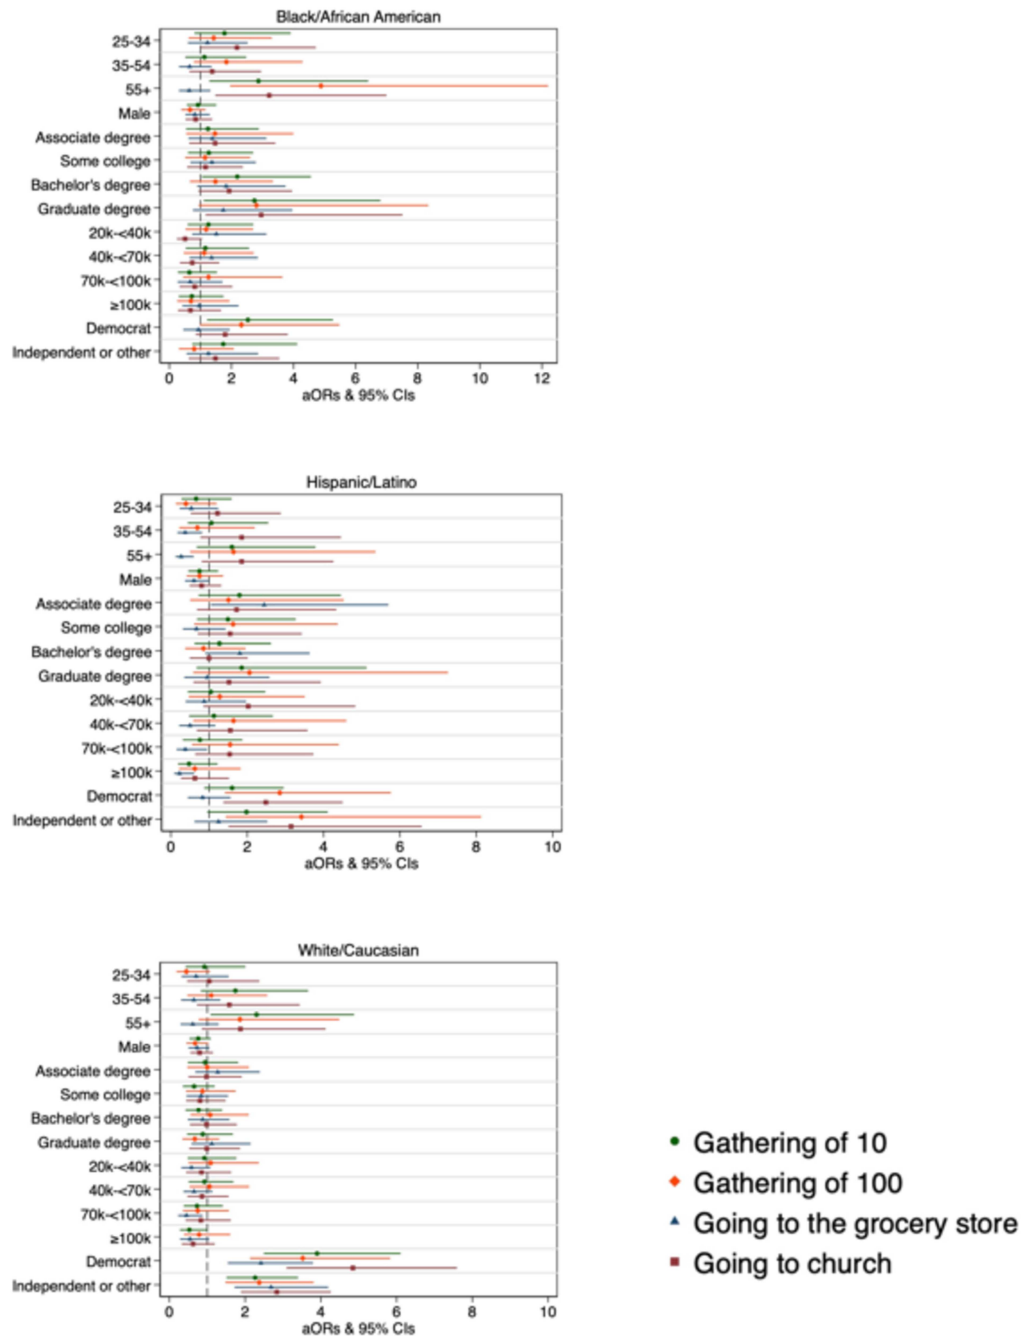 Black/African American
25-34
35-54
55+
Male
Associate degree
Some college
Bachelor's degree
Graduate degree
20k-<40k
40k-<70k
70k-<100k
≥100k
Democrat
Independent or other
0 2 4 6 8 10 12
aORs & 95% CIs
Hispanic/Latino
25-34
35-54
55+
Male
Associate degree
Some college
Bachelor's degree
Graduate degree
20k-<40k
40k-<70k
70k-<100k
≥100k
Democrat
Independent or other
0 2 4 6 8 10
aORs & 95% CIs
White/Caucasian
25-34
35-54
55+
Male
Associate degree
Some college
Bachelor's degree
Graduate degree
20k-<40k
40k-<70k
70k-<100k
≥100k
Democrat
Independent or other
0 2 4 6 8 10
aORs & 95% CIs
Gathering of 10
Gathering of 100
Going to the grocery store
Going to church